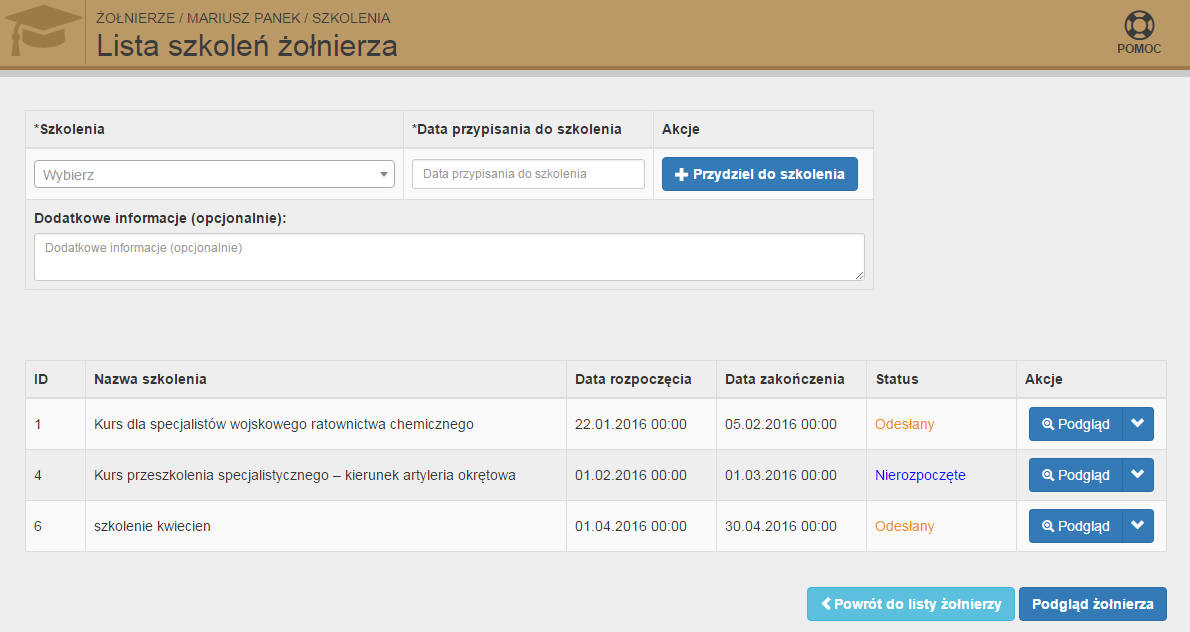 ŻOŁNIERZE / MARIUSZ PANEK / SZKOLENIA
Lista szkoleń żołnierza
POMOC
*Szkolenia *Data przypisania do szkolenia Akcje
Wybierz Data przypisania do szkolenia Przydziel do szkolenia
Dodatkowe informacje (opcjonalnie):
Dodatkowe informacje (opcjonalnie)
ID Nazwa szkolenia Data rozpoczęcia Data zakończenia Status Akcje
1 Kurs dla specjalistów wojskowego ratownictwa chemicznego 22.01.2016 00:00 05.02.2016 00:00 Odesłany Podgląd
4 Kurs przeszkolenia specjalistycznego – kierunek artyleria okrętowa 01.02.2016 00:00 01.03.2016 00:00 Nierozpoczęte Podgląd
6 szkolenie kwiecien 01.04.2016 00:00 30.04.2016 00:00 Odesłany Podgląd
Powrót do listy żołnierzy Podgląd żołnierza